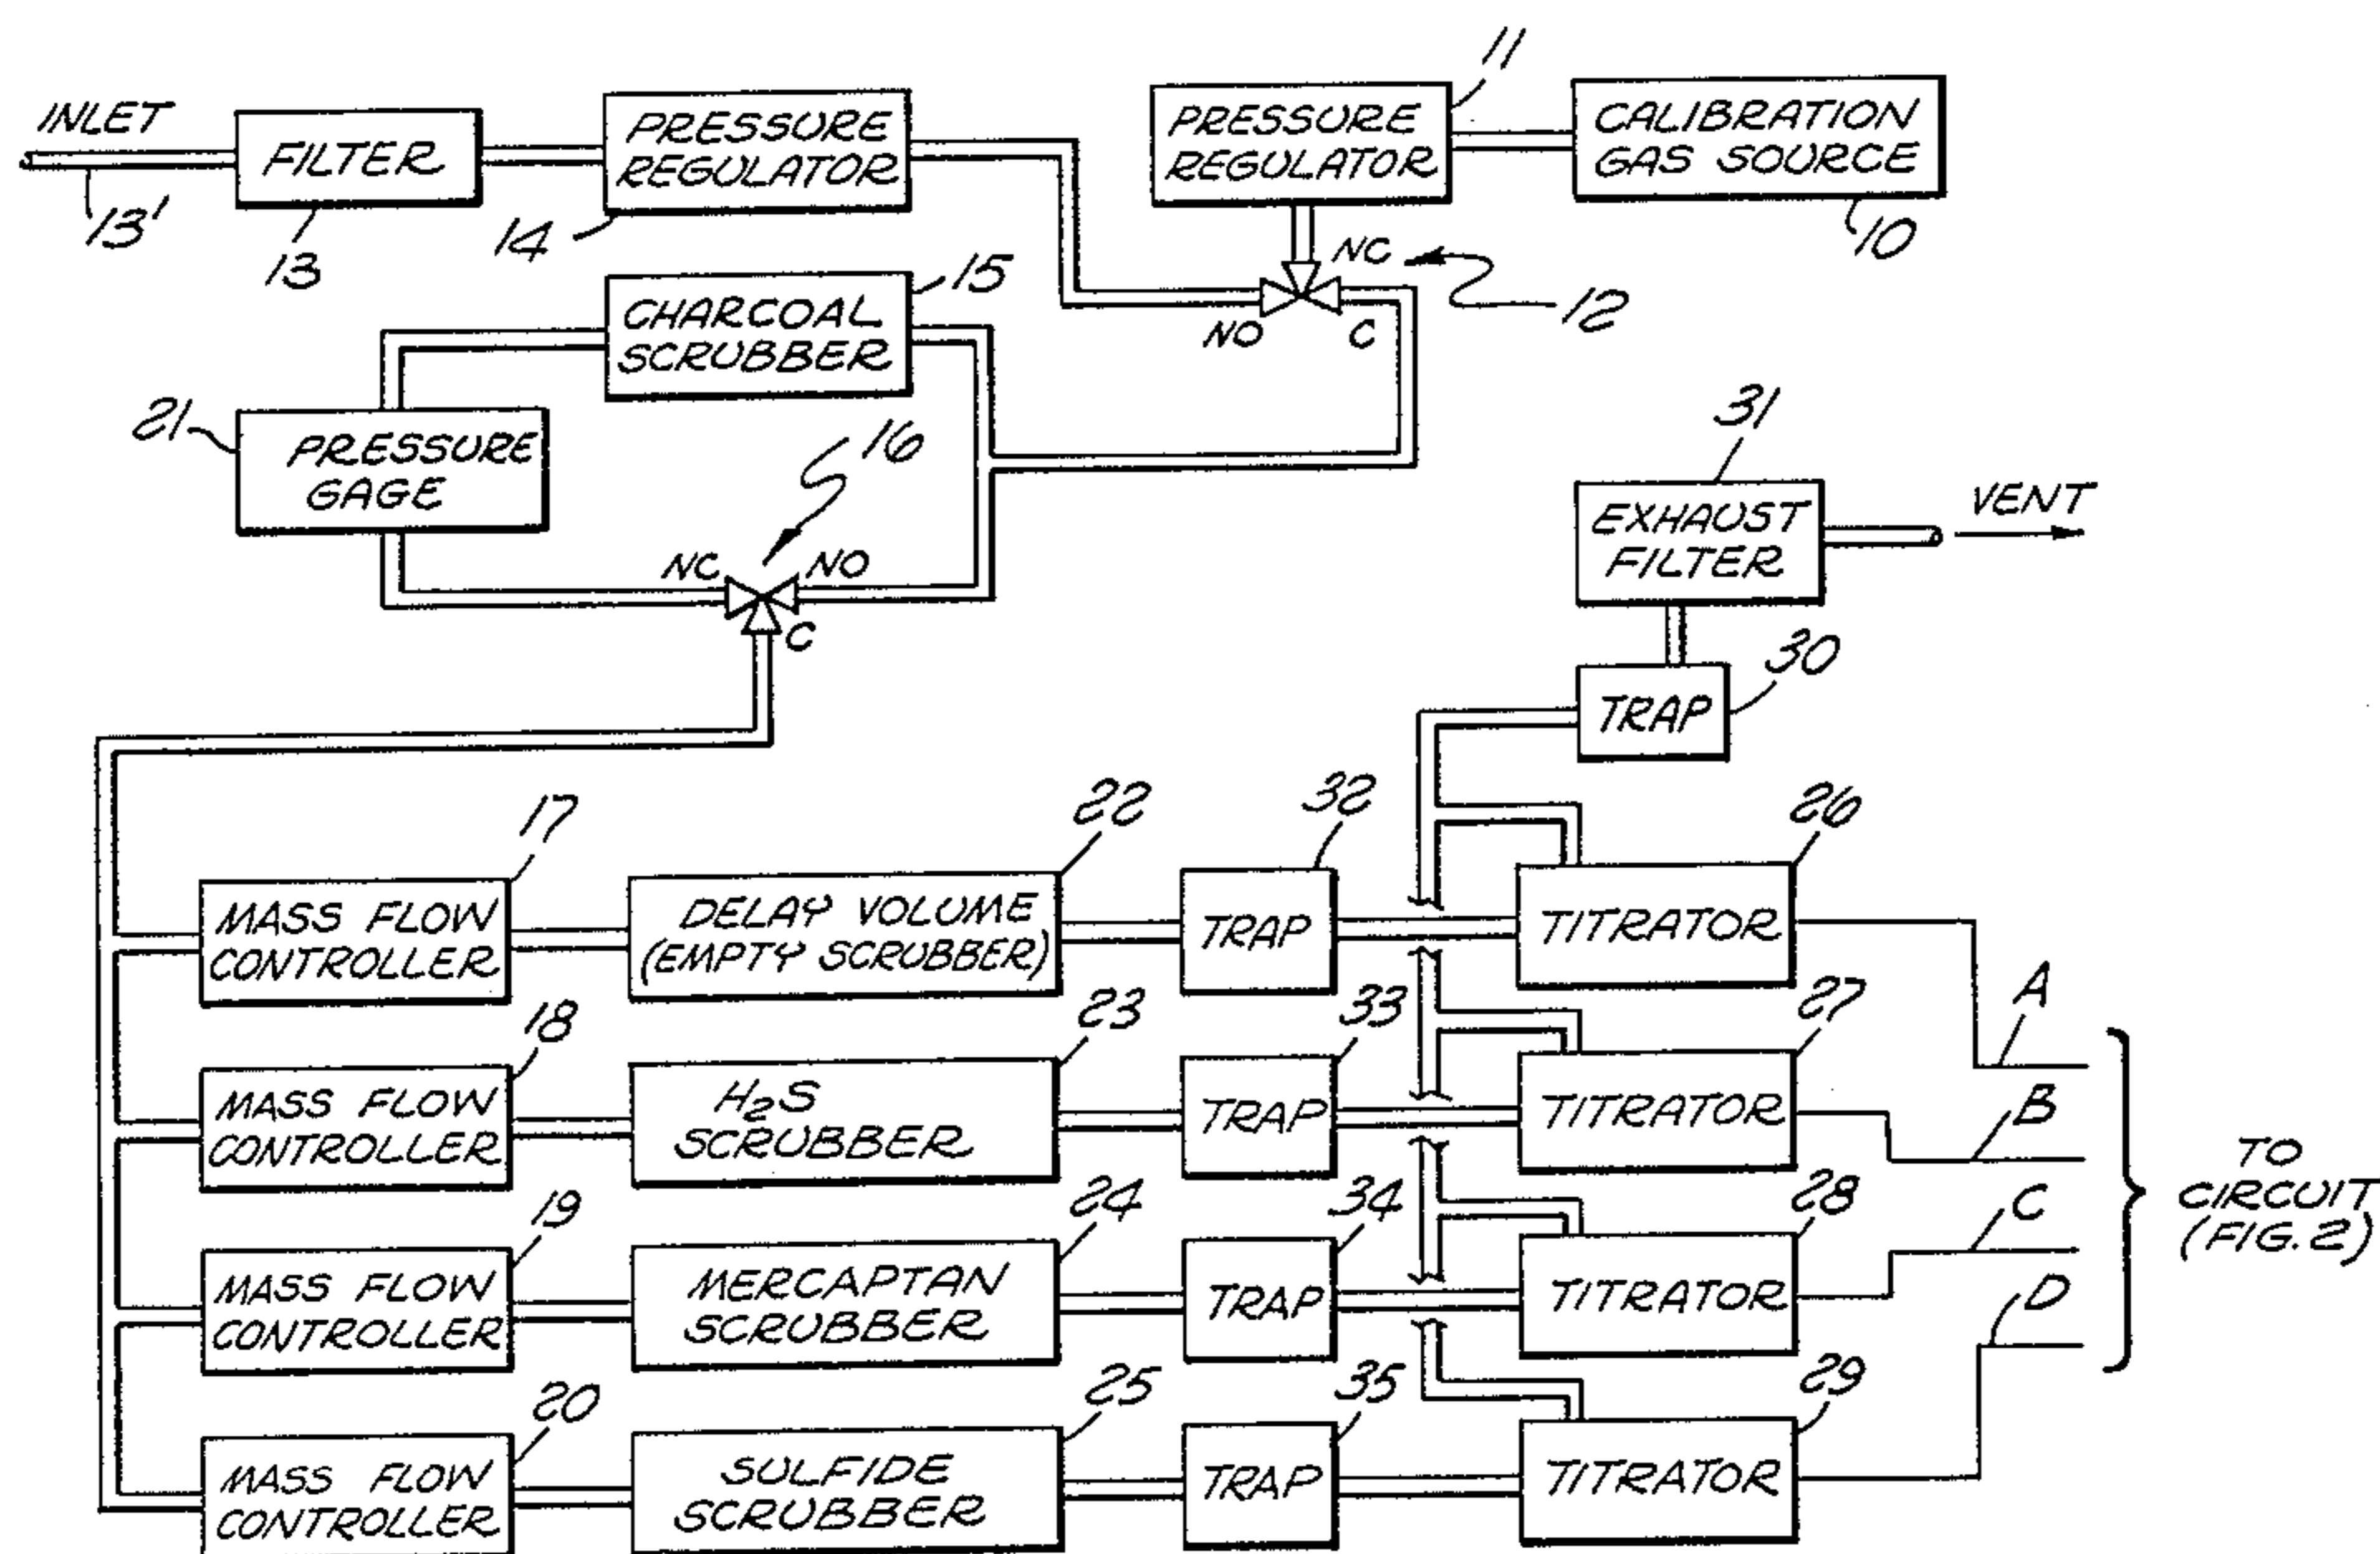 INLET
13'
FILTER
13
PRESSURE
REGULATOR
14
PRESSURE
REGULATOR
11
CALIBRATION
GAS SOURCE
10
NC
12
NO
C
CHARCOAL
SCRUBBER
15
21
PRESSURE
GAGE
16
NC
NO
C
31
EXHAUST
FILTER
VENT
TRAP
30
MASS FLOW
CONTROLLER
17
DELAY VOLUME
(EMPTY SCRUBBER)
22
TRAP
32
TITRATOR
26
A
MASS FLOW
CONTROLLER
18
H₂S
SCRUBBER
23
TRAP
33
TITRATOR
27
B
MASS FLOW
CONTROLLER
19
MERCAPTAN
SCRUBBER
24
TRAP
34
TITRATOR
28
C
MASS FLOW
CONTROLLER
20
SULFIDE
SCRUBBER
25
TRAP
35
TITRATOR
29
D
TO
CIRCUIT
(FIG. 2)